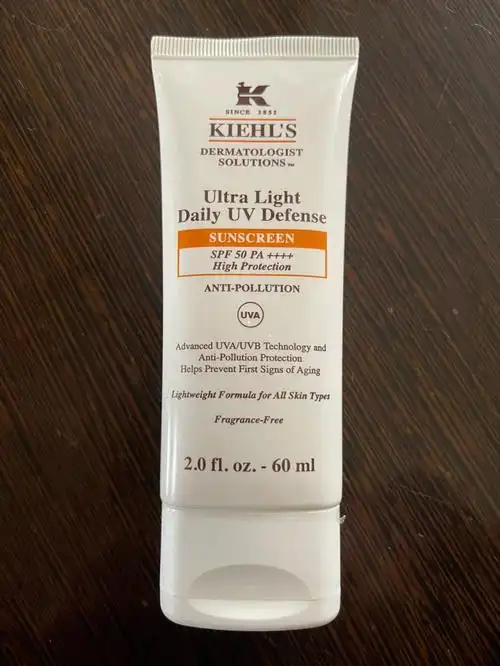 K
SINCE 1851
KIEHL'S
DERMATOLOGIST
SOLUTIONS™
Ultra Light
Daily UV Defense
SUNSCREEN
SPF 50 PA ++++
High Protection
ANTI-POLLUTION
UVA
Advanced UVA/UVB Technology and
Anti-Pollution Protection
Helps Prevent First Signs of Aging
Lightweight Formula for All Skin Types
Fragrance-Free
2.0 fl. oz. - 60 ml